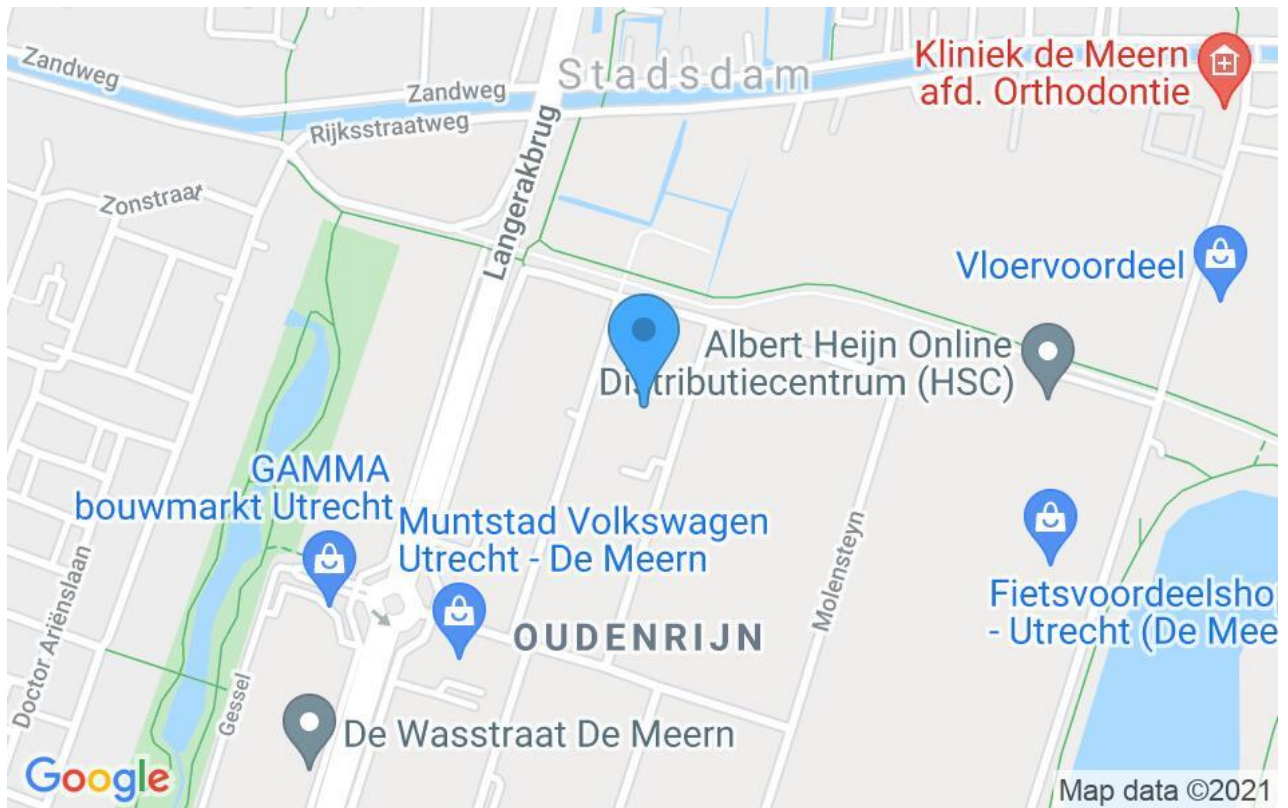 Zandweg
Zandweg
Stadsdam
Kliniek de Meern
afd. Orthodontie
Rijksstraatweg
Langerakbrug
Zonstraat
Vloervoordeel
Albert Heijn Online
Distributiecentrum (HSC)
GAMMA
bouwmarkt Utrecht
Muntstad Volkswagen
Utrecht - De Meern
Molensteyn
Doctor Ariënslaan
Fietsvoordeelsho
- Utrecht (De Mee
OUDENRIJN
Gessel
De Wasstraat De Meern
Google
Map data ©2021